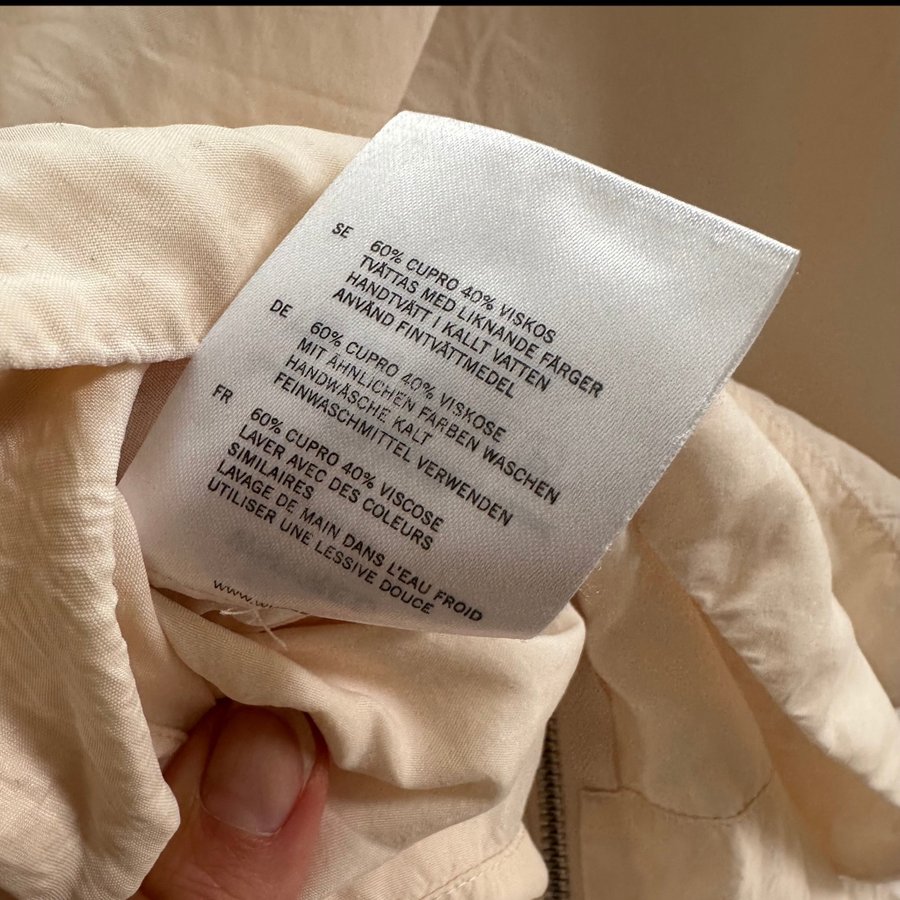 SE 60% CUPRO 40% VISKOS
TVÄTTAS MED LIKNANDE FÄRGER
HANDTVÄTT I KALLT VATTEN
ANVÄND FINTVÄTTMEDEL
DE 60% CUPRO 40% VISKOSE
MIT ÄHNLICHEN FARBEN WASCHEN
HANDWÄSCHE KALT
FEINWASCHMITTEL VERWENDEN
FR 60% CUPRO 40% VISCOSE
LAVER AVEC DES COLEURS
SIMILAIRES
LAVAGE DE MAIN DANS L'EAU FROID
UTILISER UNE LESSIVE DOUCE